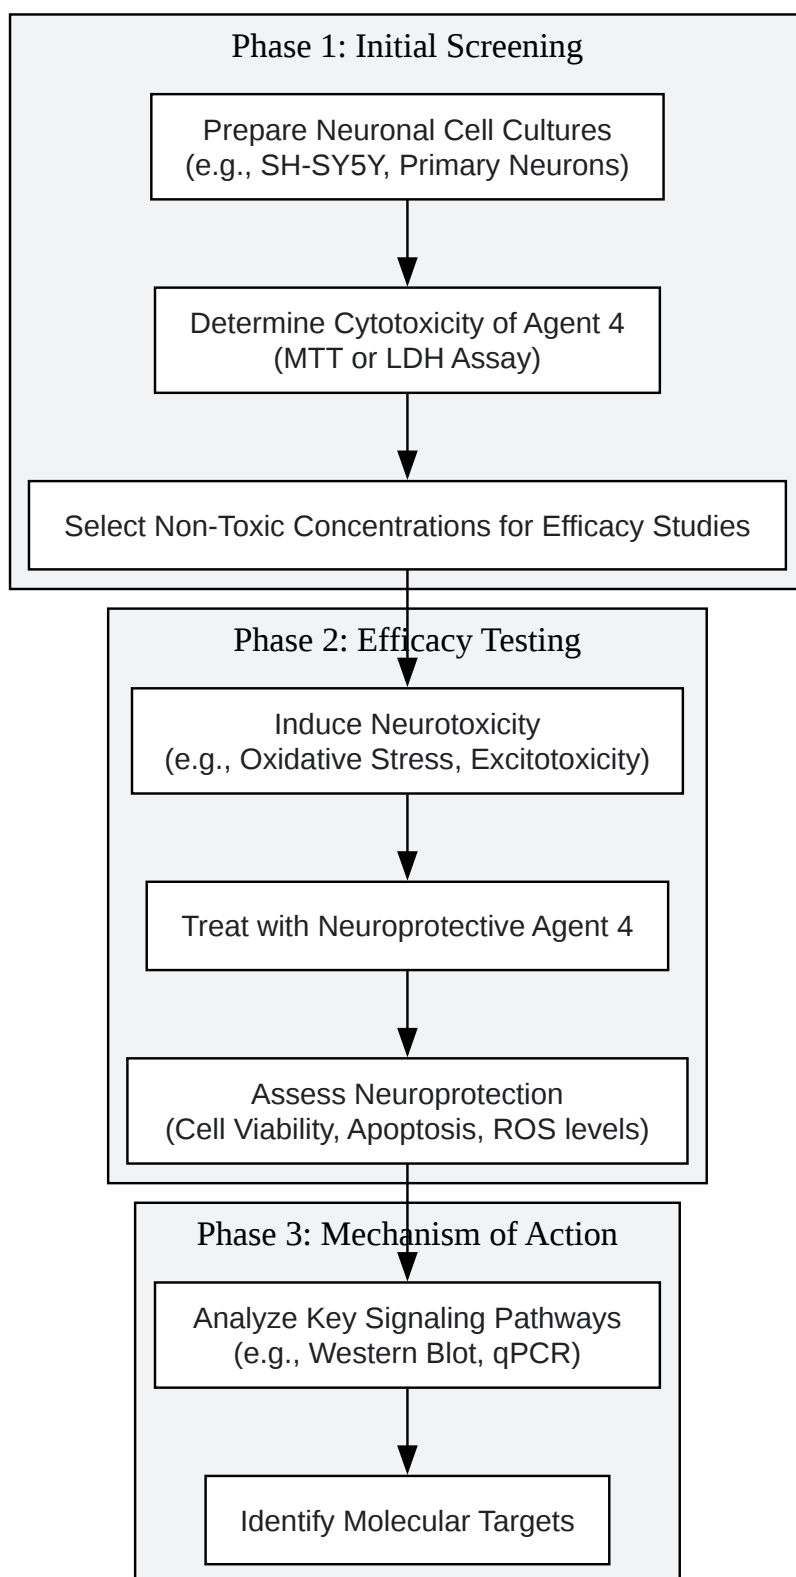 Phase 1: Initial Screening
Prepare Neuronal Cell Cultures
(e.g., SH-SY5Y, Primary Neurons)
Determine Cytotoxicity of Agent 4
(MTT or LDH Assay)
Select Non-Toxic Concentrations for Efficacy Studies
Phase 2: Efficacy Testing
Induce Neurotoxicity
(e.g., Oxidative Stress, Excitotoxicity)
Treat with Neuroprotective Agent 4
Assess Neuroprotection
(Cell Viability, Apoptosis, ROS levels)
Phase 3: Mechanism of Action
Analyze Key Signaling Pathways
(e.g., Western Blot, qPCR)
Identify Molecular Targets